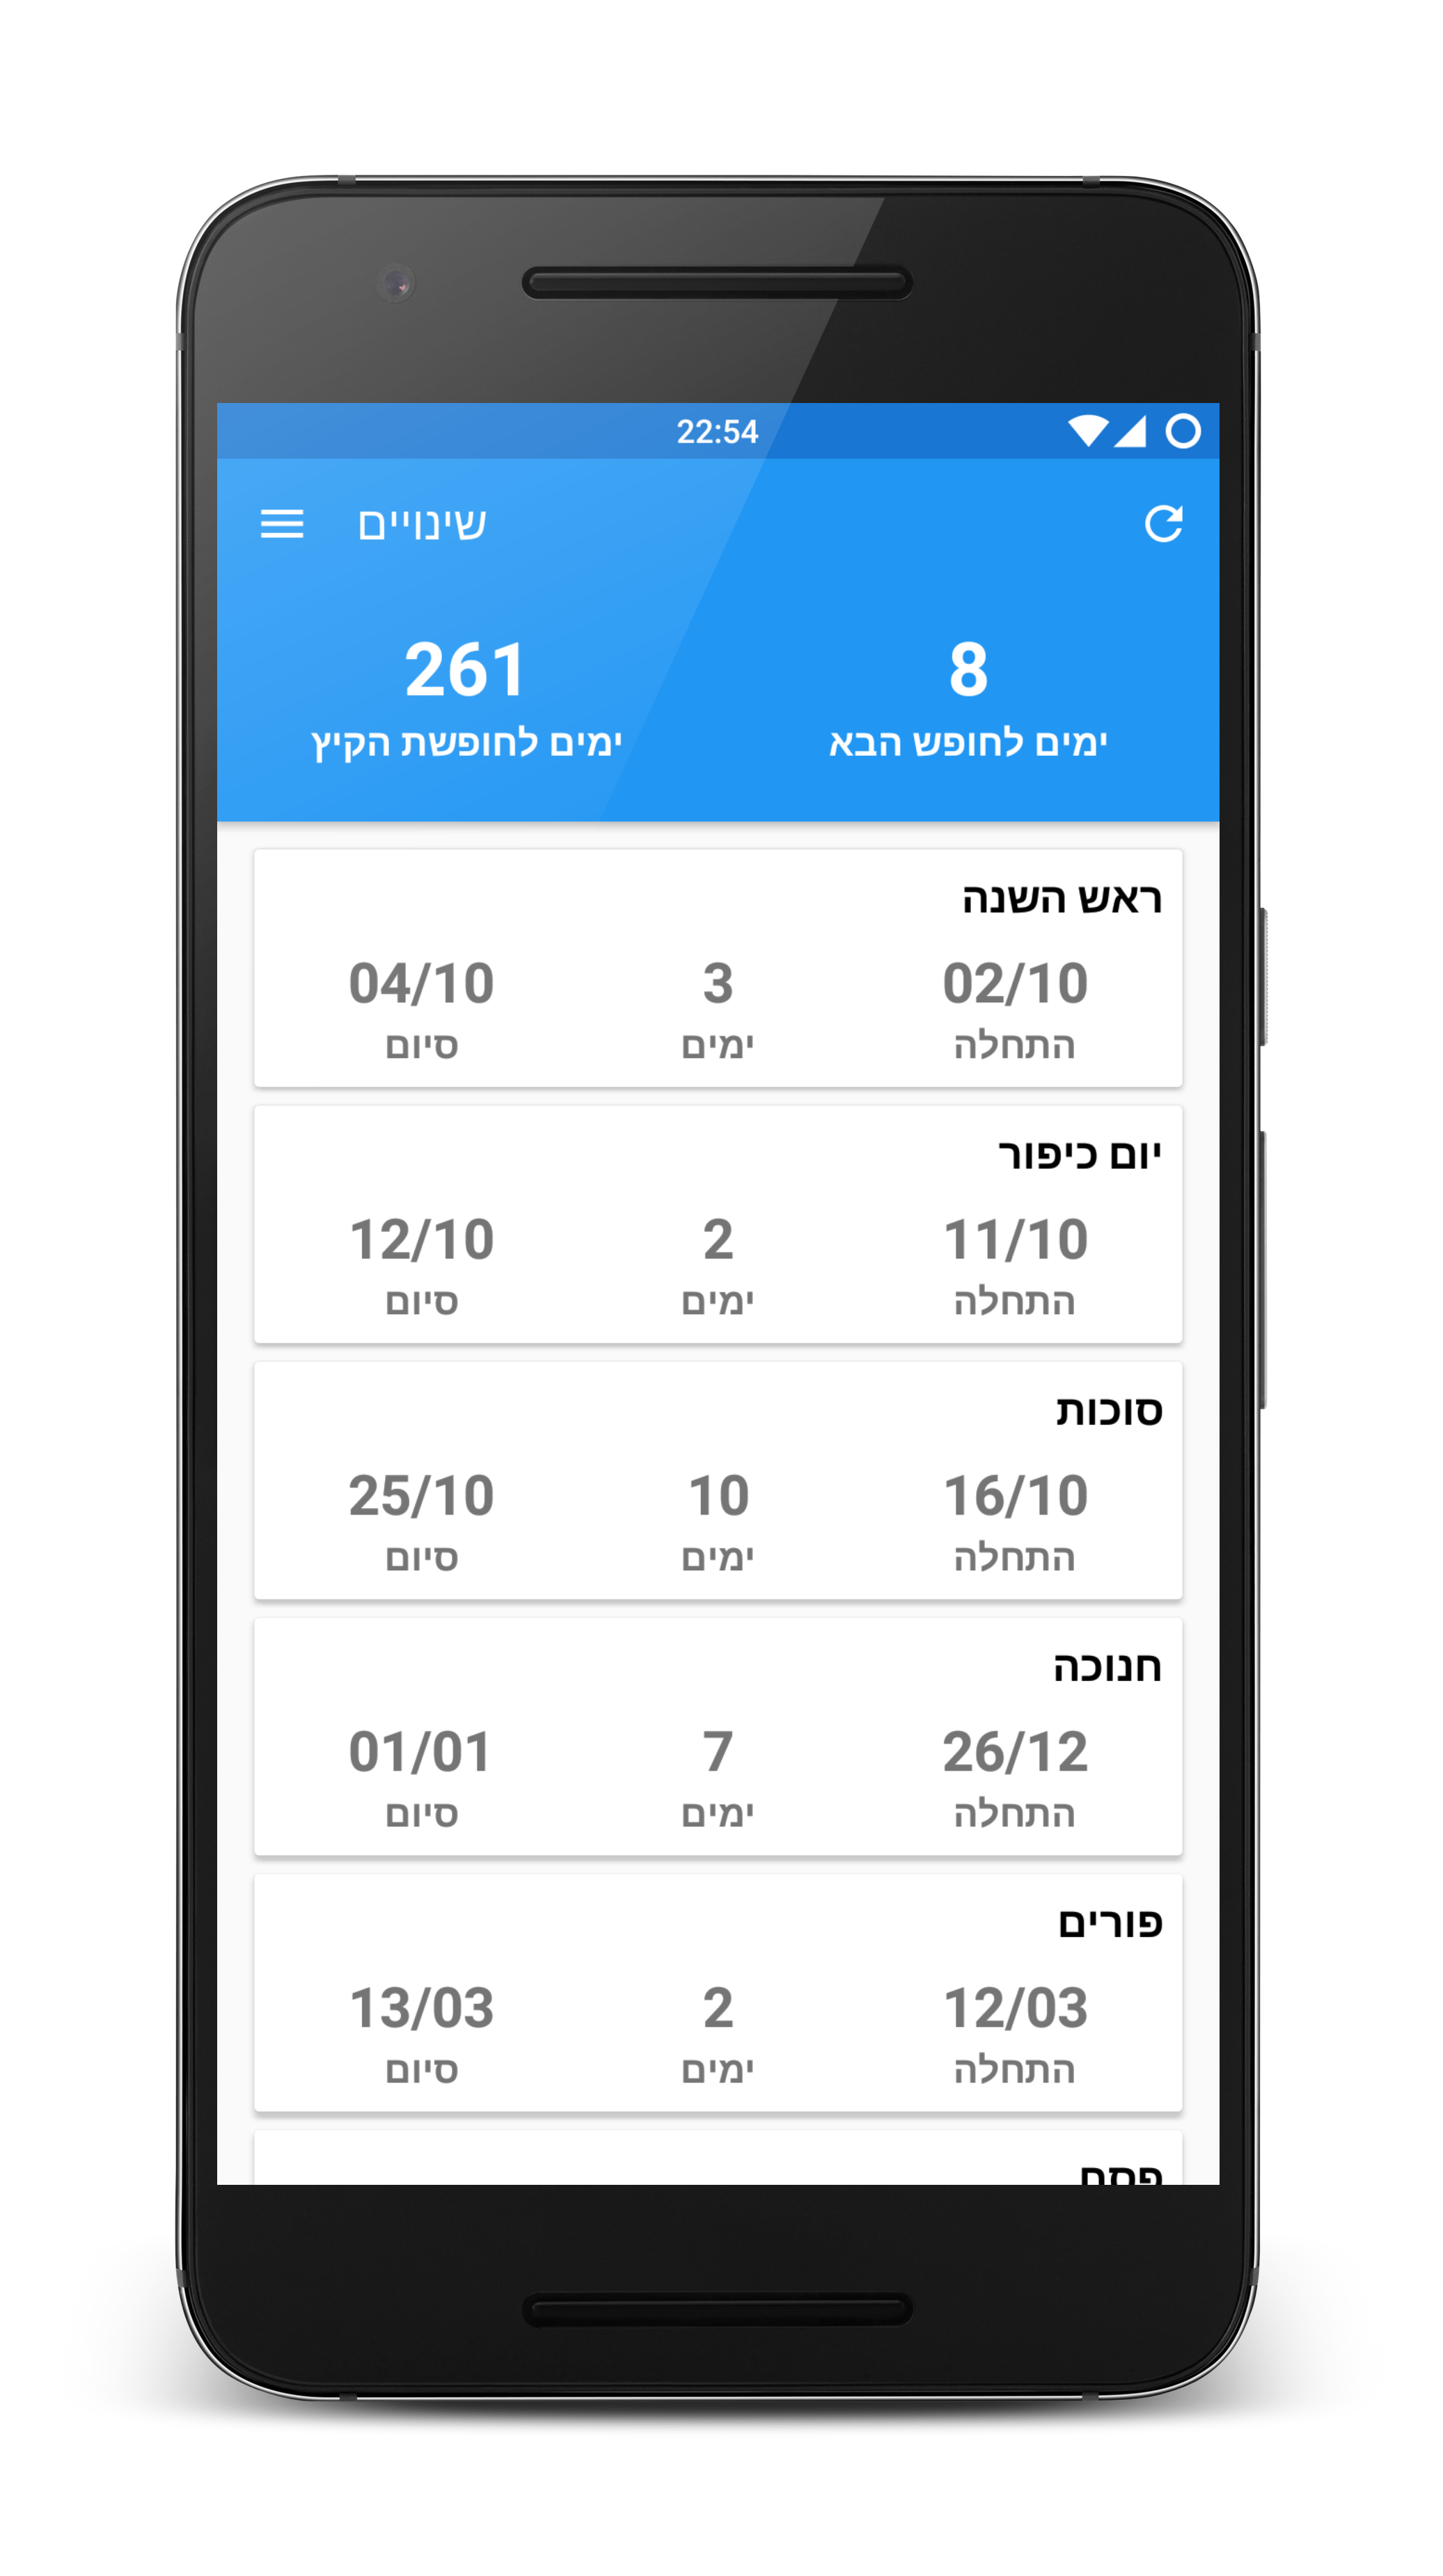 22:54
שינויים
8
ימים לחופש הבא
261
ימים לחופשת הקיץ
ראש השנה
02/10 3 04/10
התחלה ימים סיום
יום כיפור
11/10 2 12/10
התחלה ימים סיום
סוכות
16/10 10 25/10
התחלה ימים סיום
חנוכה
26/12 7 01/01
התחלה ימים סיום
פורים
12/03 2 13/03
התחלה ימים סיום
פסח